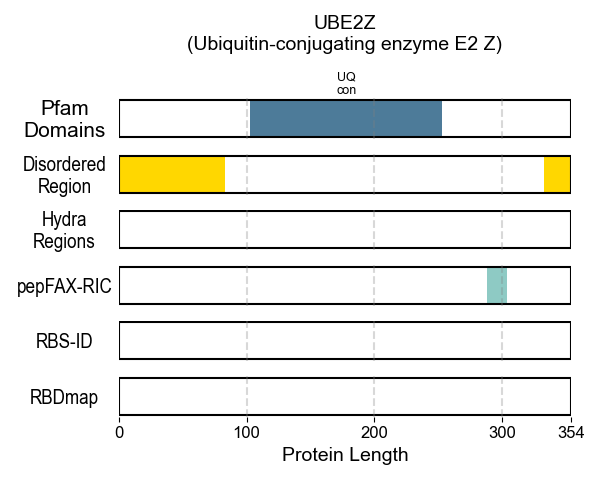 UBE2Z
(Ubiquitin-conjugating enzyme E2 Z)
UQ
con
Pfam
Domains
Disordered
Region
Hydra
Regions
pepFAX-RIC
RBS-ID
RBDmap
0 100 200 300 354
Protein Length